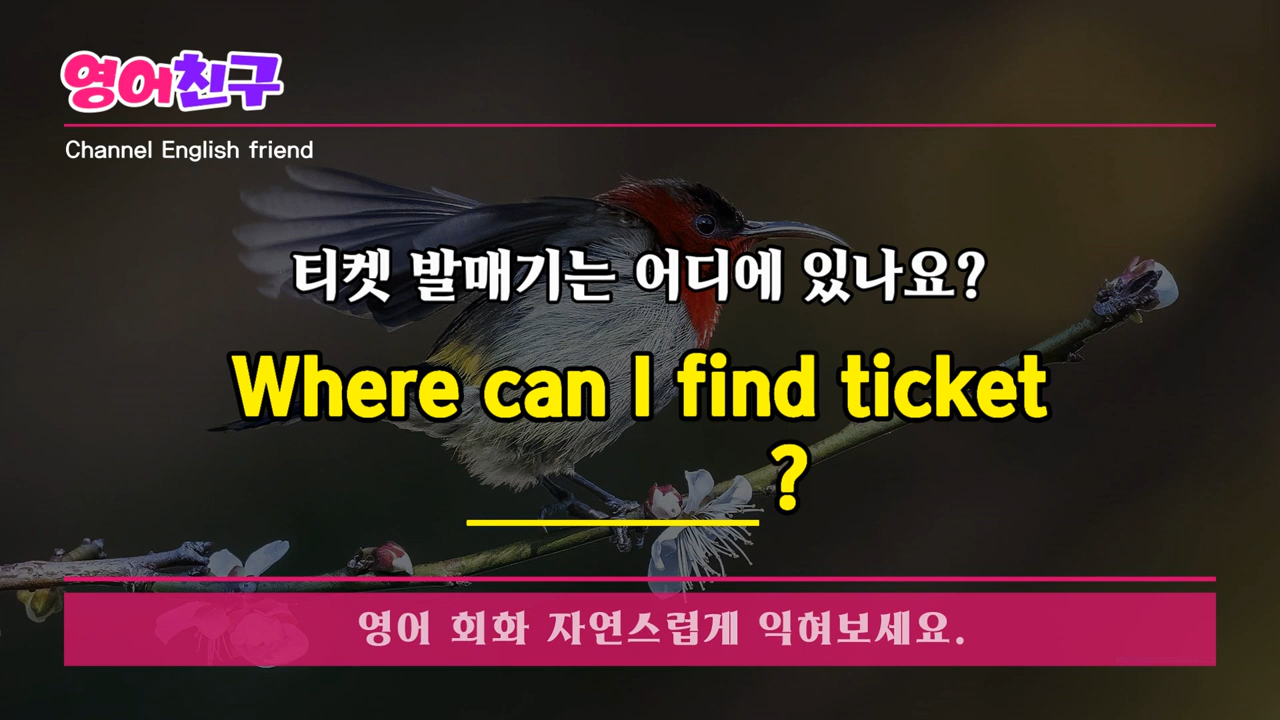 영어친구
Channel English friend
티켓 발매기는 어디에 있나요?
Where can I find ticket
?
영어 회화 자연스럽게 익혀보세요.